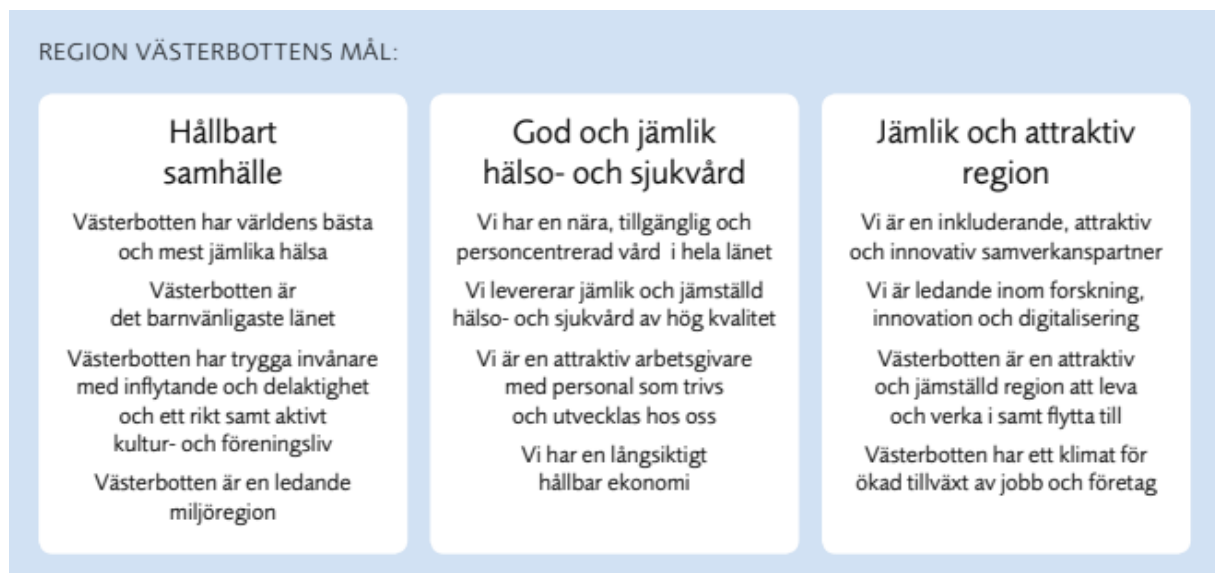 REGION VÄSTERBOTTENS MÅL:
Hållbart
samhälle
Västerbotten har världens bästa
och mest jämlika hälsa
Västerbotten är
det barnvänligaste länet
Västerbotten har trygga invånare
med inflytande och delaktighet
och ett rikt samt aktivt
kultur- och föreningsliv
Västerbotten är en ledande
miljöregion
God och jämlik
hälso- och sjukvård
Vi har en nära, tillgänglig och
personcentrerad vård i hela länet
Vi levererar jämlik och jämställd
hälso- och sjukvård av hög kvalitet
Vi är en attraktiv arbetsgivare
med personal som trivs
och utvecklas hos oss
Vi har en långsiktigt
hållbar ekonomi
Jämlik och attraktiv
region
Vi är en inkluderande, attraktiv
och innovativ samverkanspartner
Vi är ledande inom forskning,
innovation och digitalisering
Västerbotten är en attraktiv
och jämställd region att leva
och verka i samt flytta till
Västerbotten har ett klimat för
ökad tillväxt av jobb och företag